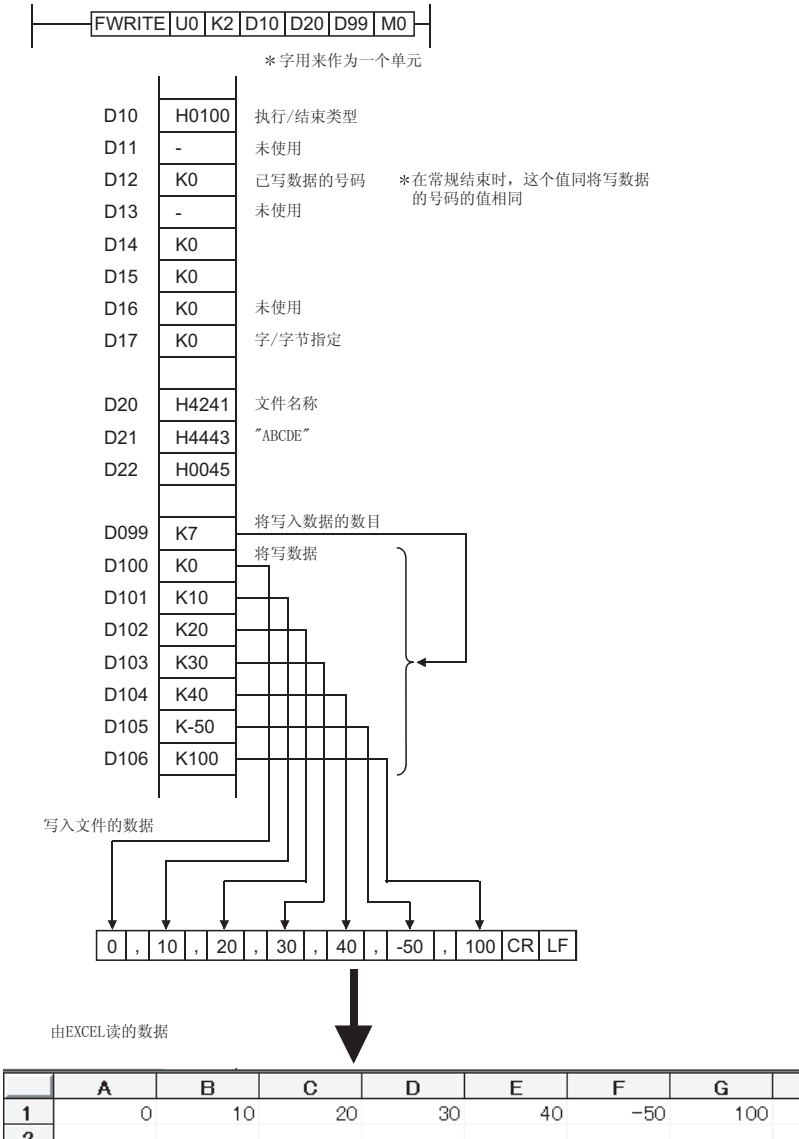 FWRITE U0 K2 D10 D20 D99 M0
*字用来作为一个单元
D10 H0100 执行/结束类型
D11 - 未使用
D12 K0 已写数据的号码 *在常规结束时，这个值同将写数据
的号码的值相同
D13 - 未使用
D14 K0
D15 K0
D16 K0 未使用
D17 K0 字/字节指定
D20 H4241 文件名称
D21 H4443 "ABCDE"
D22 H0045
D099 K7 将写入数据的数目
D100 K0 将写数据
D101 K10
D102 K20
D103 K30
D104 K40
D105 K-50
D106 K100
写入文件的数据
0 , 10 , 20 , 30 , 40 , -50 , 100 CR LF
由EXCEL读的数据
A B C D E F G
1 0 10 20 30 40 -50 100
2